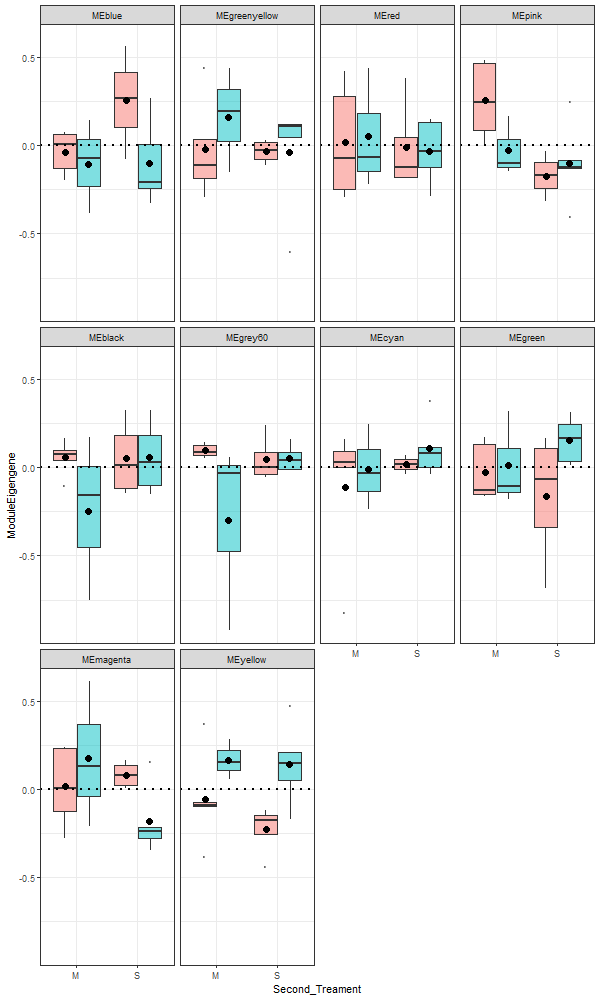 MEblue MEgreenyellow MEred MEpink
0.5
0.0
-0.5
MEblack MEgrey60 MEcyan MEgreen
0.5
0.0
-0.5
ModuleEigengene
M S M S
MEmagenta MEyellow
0.5
0.0
-0.5
M S M S
Second_Treament